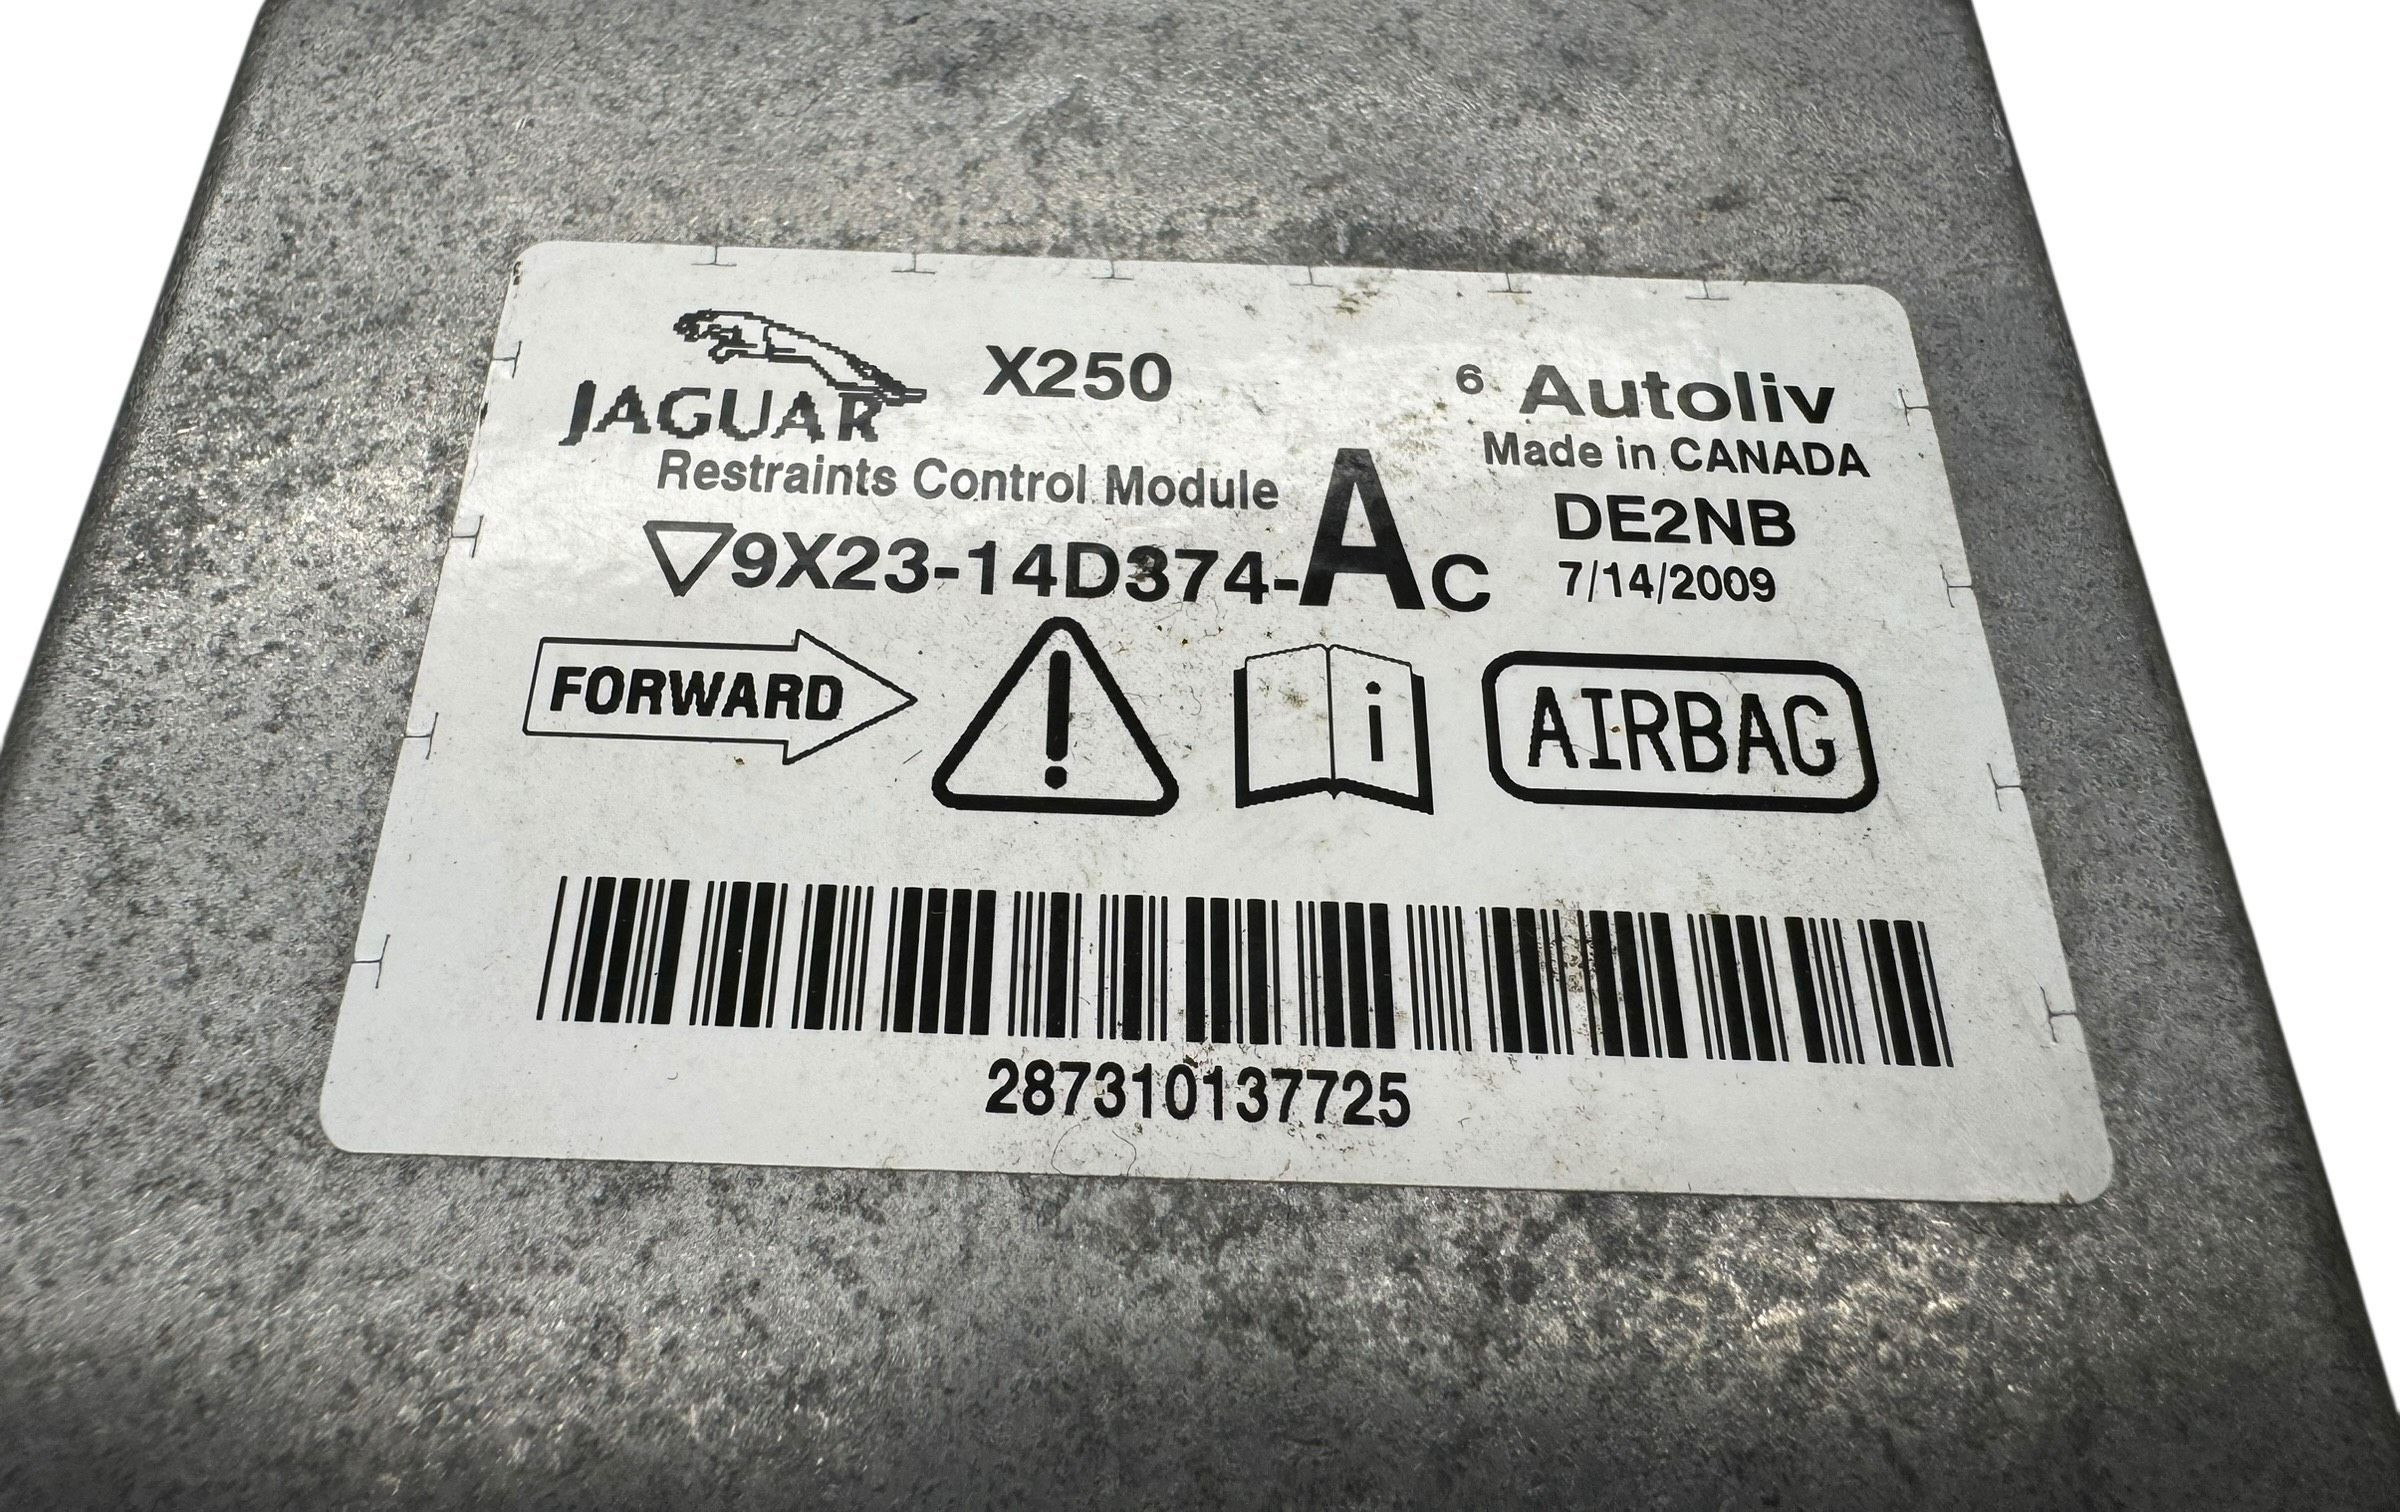 JAGUAR X250 6 Autoliv
Made in CANADA
Restraints Control Module
DE2NB
9X23-14D374-AC
7/14/2009
FORWARD ! i AIRBAG
287310137725